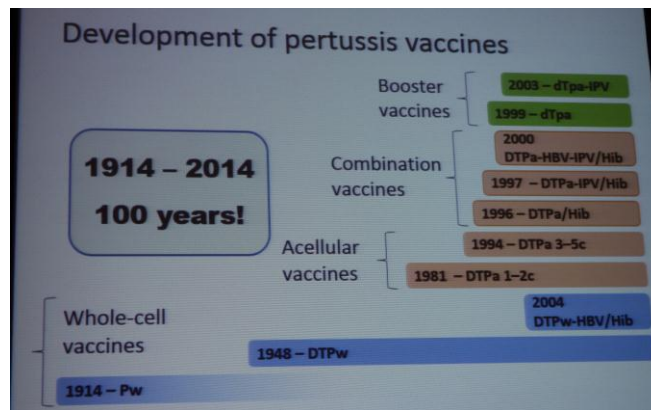 Development of pertussis vaccines
Booster
vaccines
2003 – dTpa-IPV
1999 – dTpa
1914 – 2014
100 years!
Combination
vaccines
2000
DTPa-HBV-IPV/Hib
1997 – DTPa-IPV/Hib
1996 – DTPa/Hib
Acellular
vaccines
1994 – DTPa 3–5c
1981 – DTPa 1–2c
Whole-cell
vaccines
2004
DTPw-HBV/Hib
1948 – DTPw
1914 – Pw